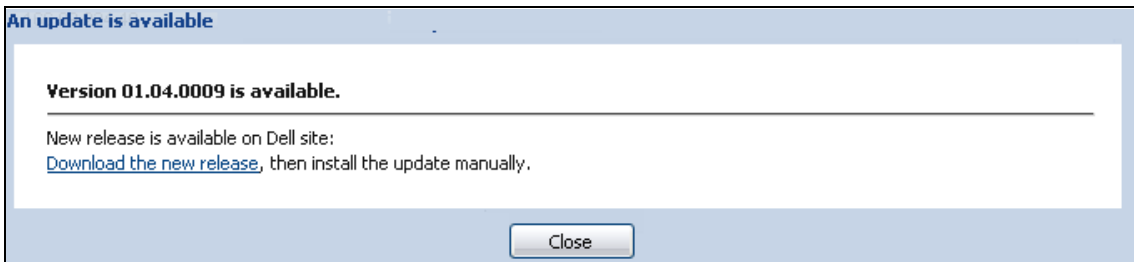 An update is available
Version 01.04.0009 is available.
New release is available on Dell site:
Download the new release, then install the update manually.
Close